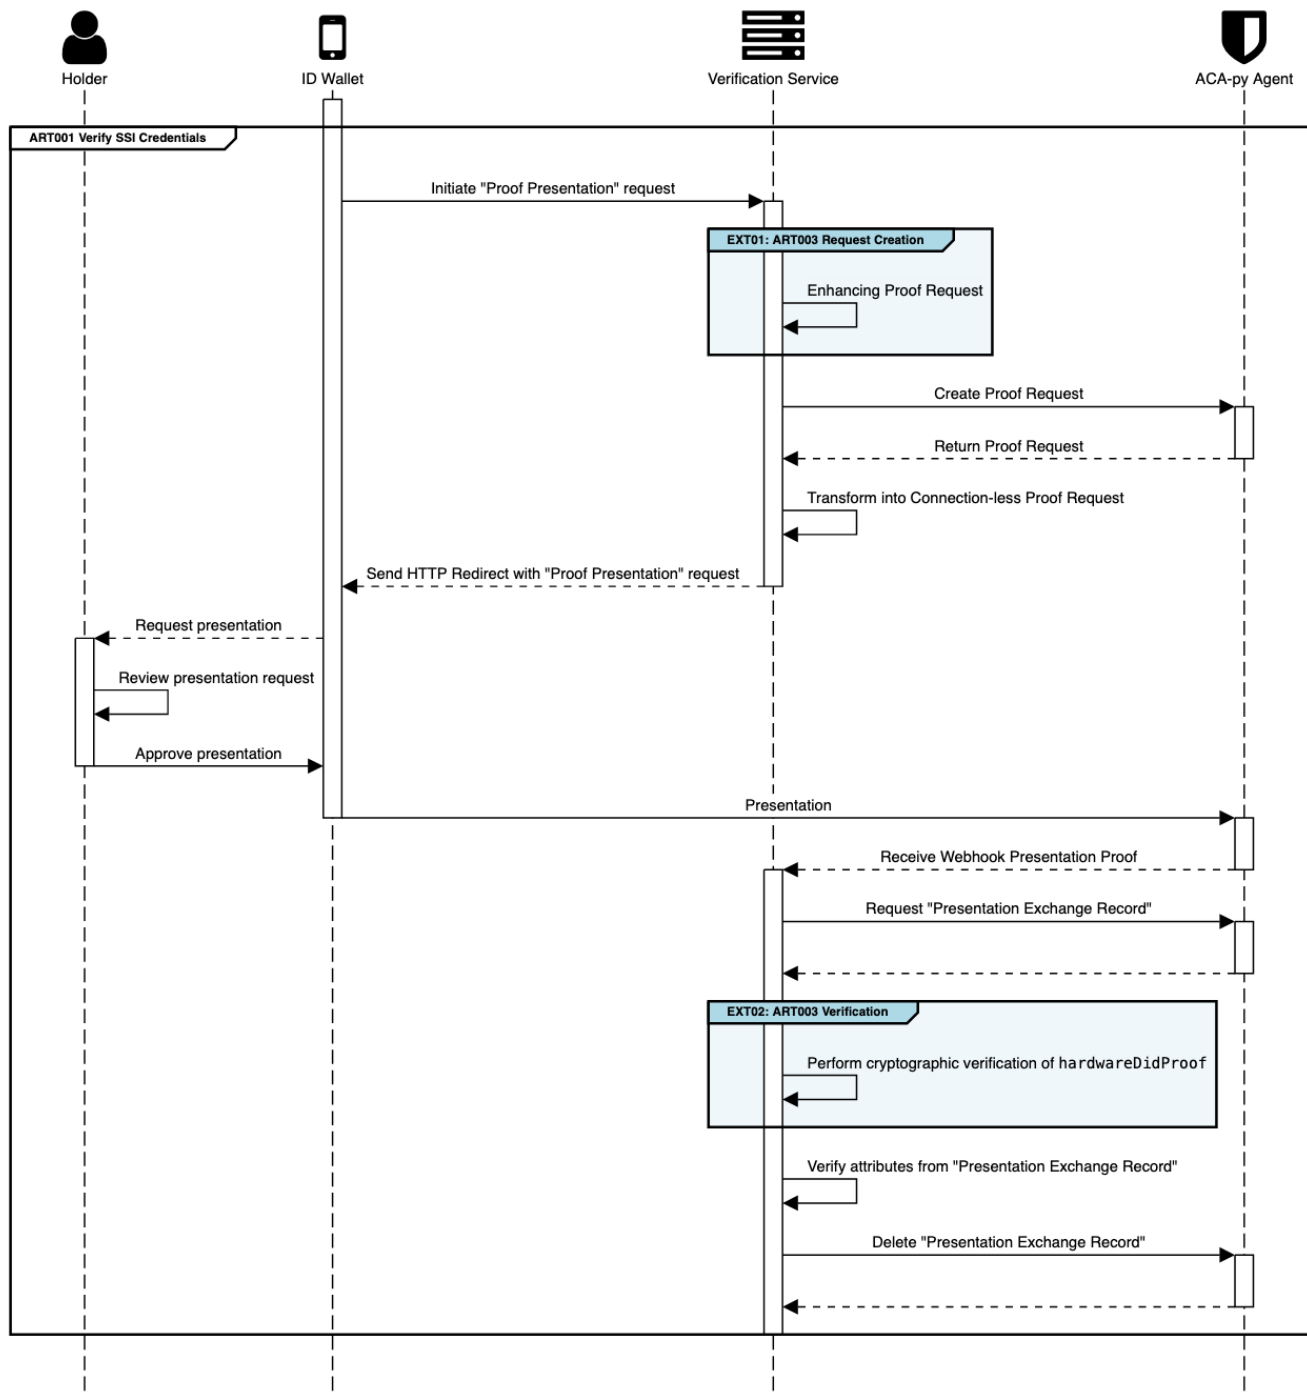 Holder
ID Wallet
Verification Service
ACA-py Agent
ART001 Verify SSI Credentials
Initiate "Proof Presentation" request
EXT01: ART003 Request Creation
Enhancing Proof Request
Create Proof Request
Return Proof Request
Transform into Connection-less Proof Request
Send HTTP Redirect with "Proof Presentation" request
Request presentation
Review presentation request
Approve presentation
Presentation
Receive Webhook Presentation Proof
Request "Presentation Exchange Record"
EXT02: ART003 Verification
Perform cryptographic verification of hardwareDidProof
Verify attributes from "Presentation Exchange Record"
Delete "Presentation Exchange Record"